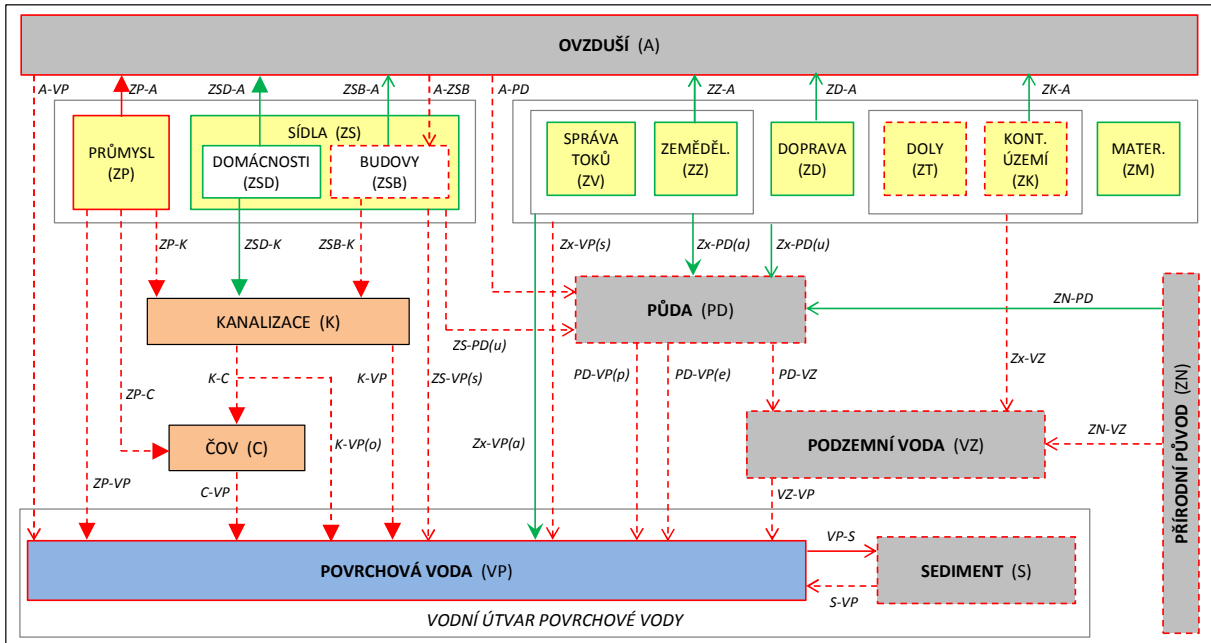 OVZDUŠÍ (A)
A-VP
ZP-A
ZSD-A
ZSB-A
A-ZSB
A-PD
ZZ-A
ZD-A
ZK-A
PRŮMYSL
(ZP)
SÍDLA (ZS)
DOMÁCNOSTI
(ZSD)
BUDOVY
(ZSB)
SPRÁVA
TOKŮ
(ZV)
ZEMĚDĚL.
(ZZ)
DOPRAVA
(ZD)
DOLY
(ZT)
KONT.
ÚZEMÍ
(ZK)
MATER.
(ZM)
ZP-K
ZSD-K
ZSB-K
Zx-VP(s)
Zx-PD(a)
Zx-PD(u)
KANALIZACE (K)
PŮDA (PD)
ZN-PD
ZS-PD(u)
ZP-C
K-C
K-VP
ZS-VP(s)
PD-VP(p)
PD-VP(e)
PD-VZ
Zx-VZ
ČOV (C)
K-VP(o)
Zx-VP(a)
PODZEMNÍ VODA (VZ)
ZN-VZ
PŘÍRODNÍ PŮVOD (ZN)
ZP-VP
C-VP
VZ-VP
POVRCHOVÁ VODA (VP)
VP-S
SEDIMENT (S)
S-VP
VODNÍ ÚTVAR POVRCHOVÉ VODY